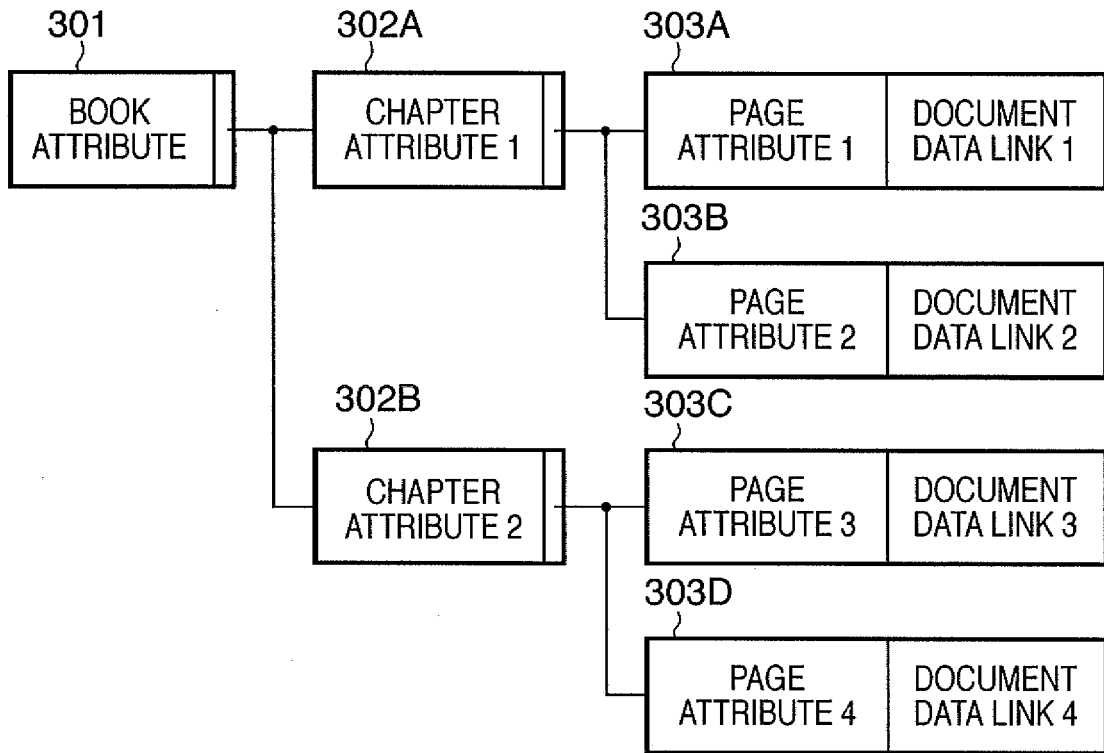 301
302A
303A
BOOK
ATTRIBUTE
CHAPTER
ATTRIBUTE 1
PAGE
ATTRIBUTE 1
DOCUMENT
DATA LINK 1
303B
PAGE
ATTRIBUTE 2
DOCUMENT
DATA LINK 2
302B
303C
CHAPTER
ATTRIBUTE 2
PAGE
ATTRIBUTE 3
DOCUMENT
DATA LINK 3
303D
PAGE
ATTRIBUTE 4
DOCUMENT
DATA LINK 4